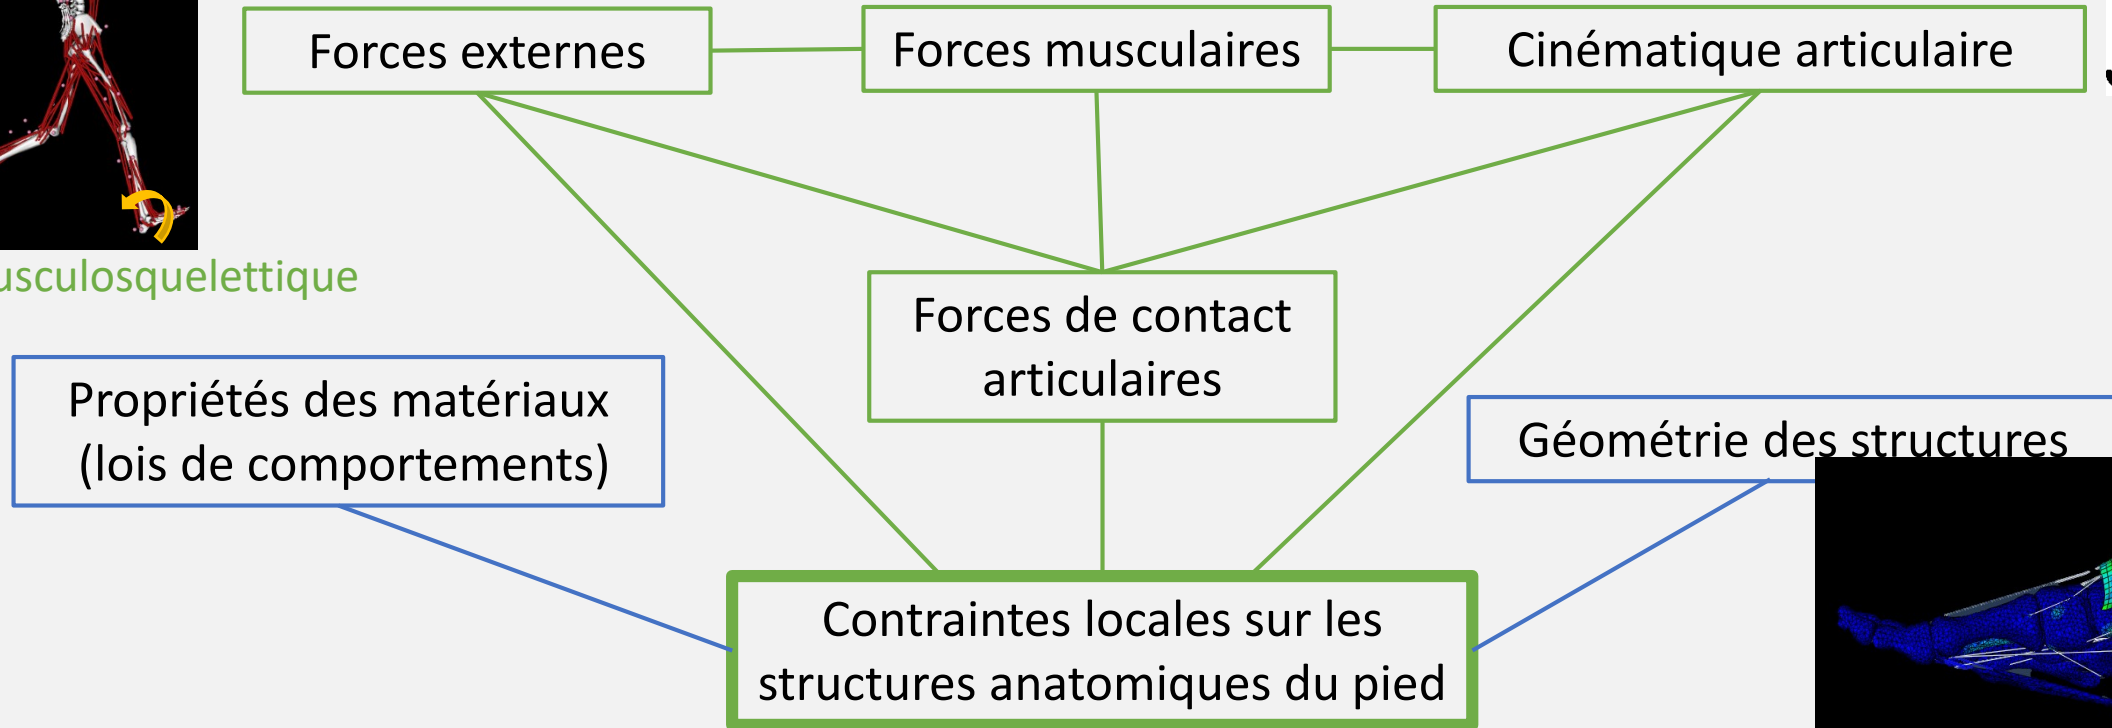 Forces externes
Forces musculaires
Cinématique articulaire
usculosquelettique
Forces de contact
articulaires
Propriétés des matériaux
(lois de comportements)
Géométrie des structures
Contraintes locales sur les
structures anatomiques du pied